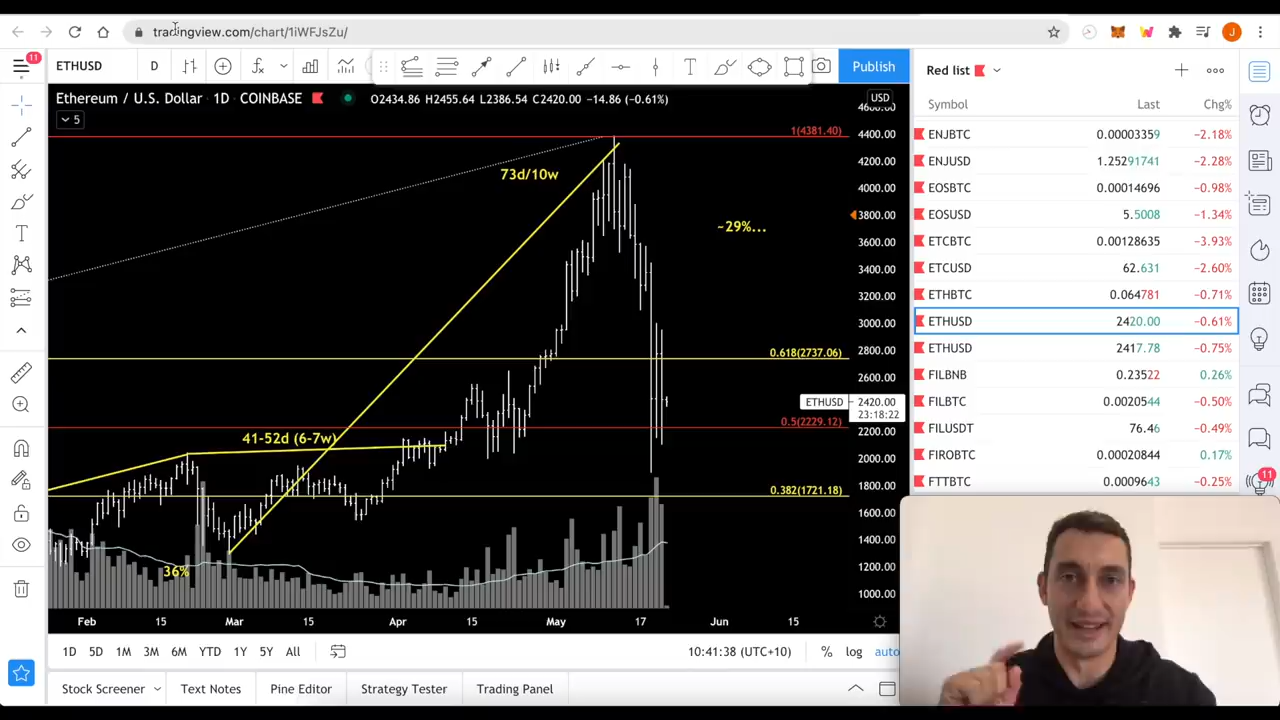 tradingview.com/chart/1iWFJsZu/
J
11
ETHUSD D Publish
Ethereum / U.S. Dollar · 1D · COINBASE O2434.86 H2455.64 L2386.54 C2420.00 −14.86 (−0.61%)
5
USD
4600.00
4400.00
4200.00
4000.00
3800.00
3600.00
3400.00
3200.00
3000.00
2800.00
2600.00
ETHUSD 2420.00
23:18:22
2200.00
2000.00
1800.00
1600.00
1400.00
1200.00
1000.00
1(4381.40)
73d/10w
~29%...
0.618(2737.06)
0.5(2229.12)
41-52d (6-7w)
0.382(1721.18)
36%
Feb 15 Mar 15 Apr 15 May 17 Jun 15
1D 5D 1M 3M 6M YTD 1Y 5Y All 10:41:38 (UTC+10) % log auto
Stock Screener Text Notes Pine Editor Strategy Tester Trading Panel
Red list
Symbol Last Chg%
ENJBTC 0.00003359 −2.18%
ENJUSD 1.25291741 −2.28%
EOSBTC 0.00014696 −0.98%
EOSUSD 5.5008 −1.34%
ETCBTC 0.00128635 −3.93%
ETCUSD 62.631 −2.60%
ETHBTC 0.064781 −0.71%
ETHUSD 2420.00 −0.61%
ETHUSD 2417.78 −0.75%
FILBNB 0.23522 0.26%
FILBTC 0.0020544 −0.50%
FILUSDT 76.46 −0.49%
FIROBTC 0.00020844 0.17%
FTTBTC 0.0009643 −0.25%
11